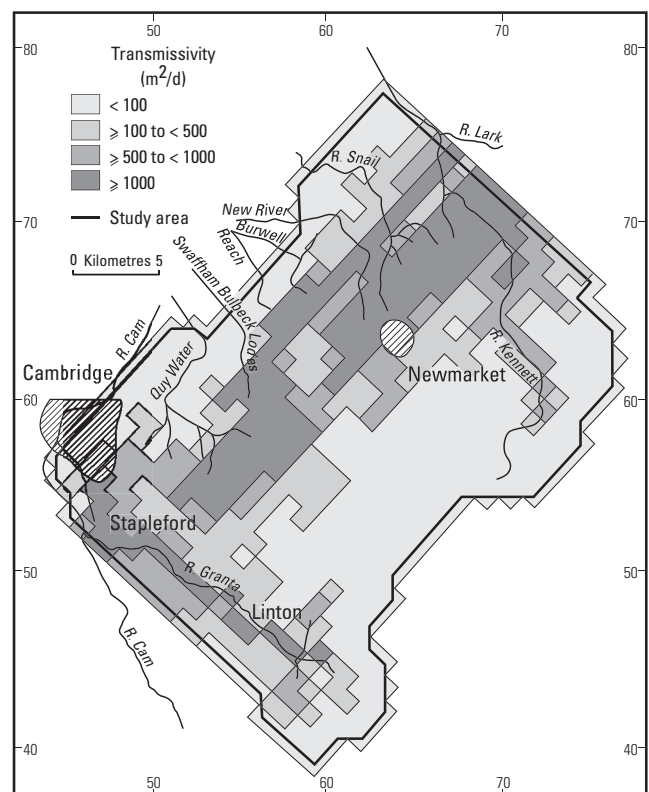 50 60 70
80 80
Transmissivity
(m²/d)
< 100
⩾ 100 to < 500
⩾ 500 to < 1000
⩾ 1000
Study area
0 Kilometres 5
R. Lark
R. Snail
New River
Burwell
Reach
Swaffham Bulbeck Lodes
70 70
R. Cam
Quy Water
Cambridge
R. Kennett
Newmarket
60 60
Stapleford
R. Granta
50 50
Linton
R. Cam
40 40
50 60 70